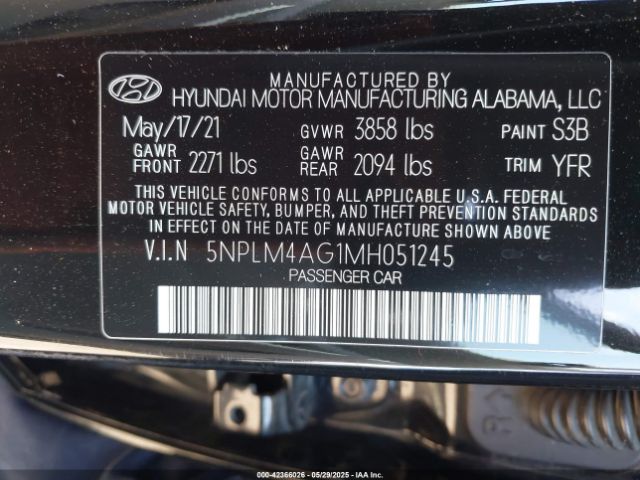 MANUFACTURED BY
HYUNDAI MOTOR MANUFACTURING ALABAMA, LLC
May/17/21 GVWR 3858 lbs PAINT S3B
GAWR FRONT 2271 lbs GAWR REAR 2094 lbs TRIM YFR
THIS VEHICLE CONFORMS TO ALL APPLICABLE U.S.A. FEDERAL
MOTOR VEHICLE SAFETY, BUMPER, AND THEFT PREVENTION STANDARDS
IN EFFECT ON THE DATE OF MANUFACTURE SHOWN ABOVE.
V.I.N 5NPLM4AG1MH051245
PASSENGER CAR
R
000-42366026 - 05/29/2025 - IAA Inc.